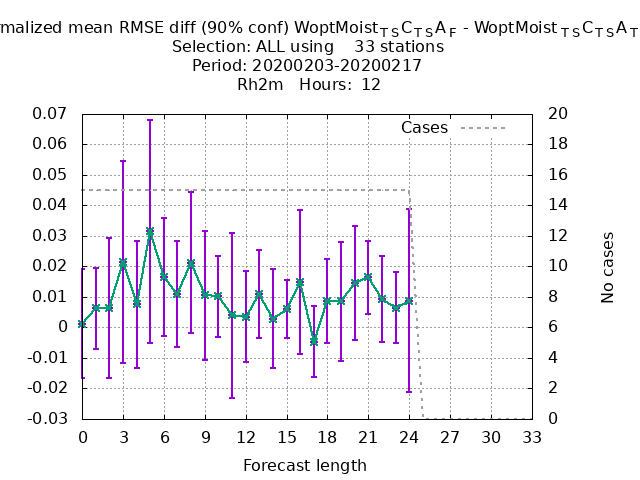 rmalized mean RMSE diff (90% conf) WoptMoist_TSC_TSA_F - WoptMoist_TSC_TSA_T
Selection: ALL using 33 stations
Period: 20200203-20200217
Rh2m Hours: 12
Cases
0.07
0.06
0.05
0.04
0.03
0.02
0.01
0
-0.01
-0.02
-0.03
20
18
16
14
12
10
8
6
4
2
0
No cases
0 3 6 9 12 15 18 21 24 27 30 33
Forecast length